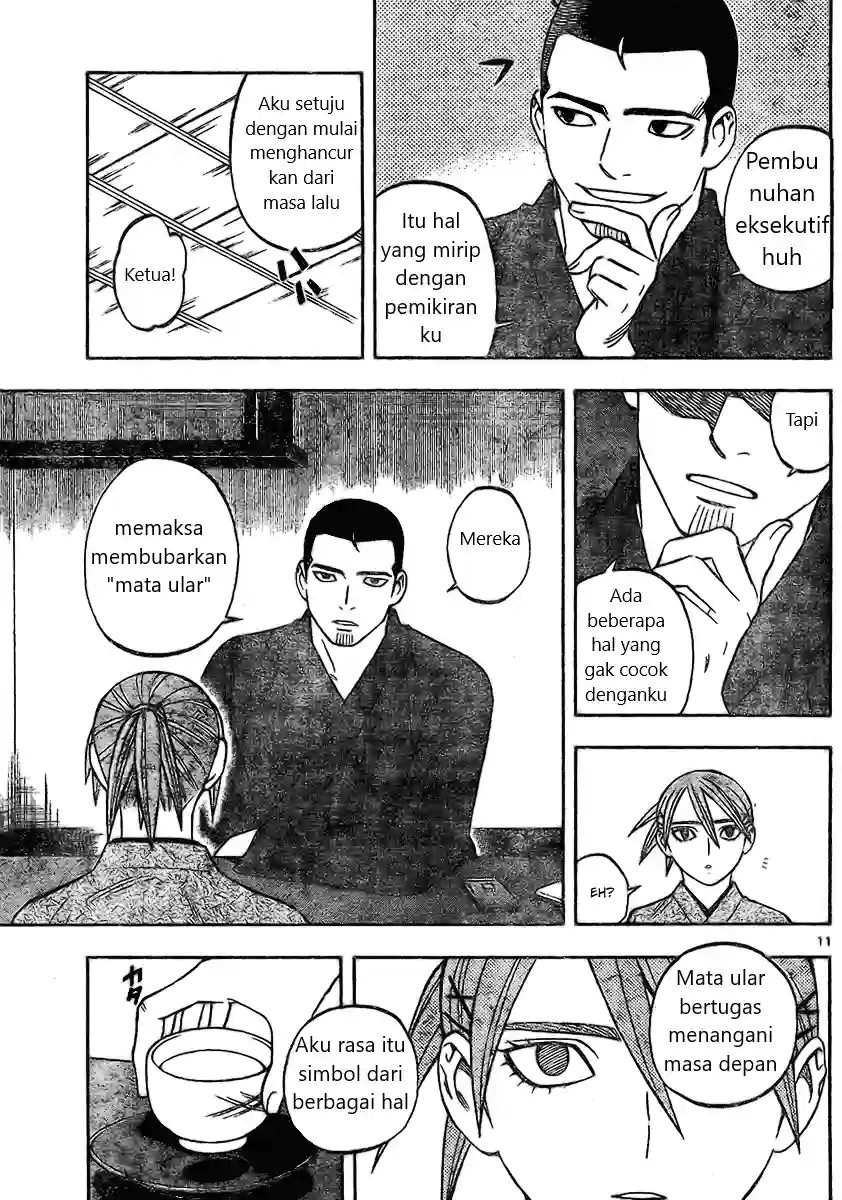 Pembu
nuhan
eksekutif
huh
Itu hal
yang mirip
dengan
pemikiran
ku
Aku setuju
dengan mulai
menghancur
kan dari
masa lalu
Ketua!
Tapi
Ada
beberapa
hal yang
gak cocok
denganku
Mereka
memaksa
membubarkan
"mata ular"
EH?
11
Mata ular
bertugas
menangani
masa depan
Aku rasa itu
simbol dari
berbagai hal
カタ